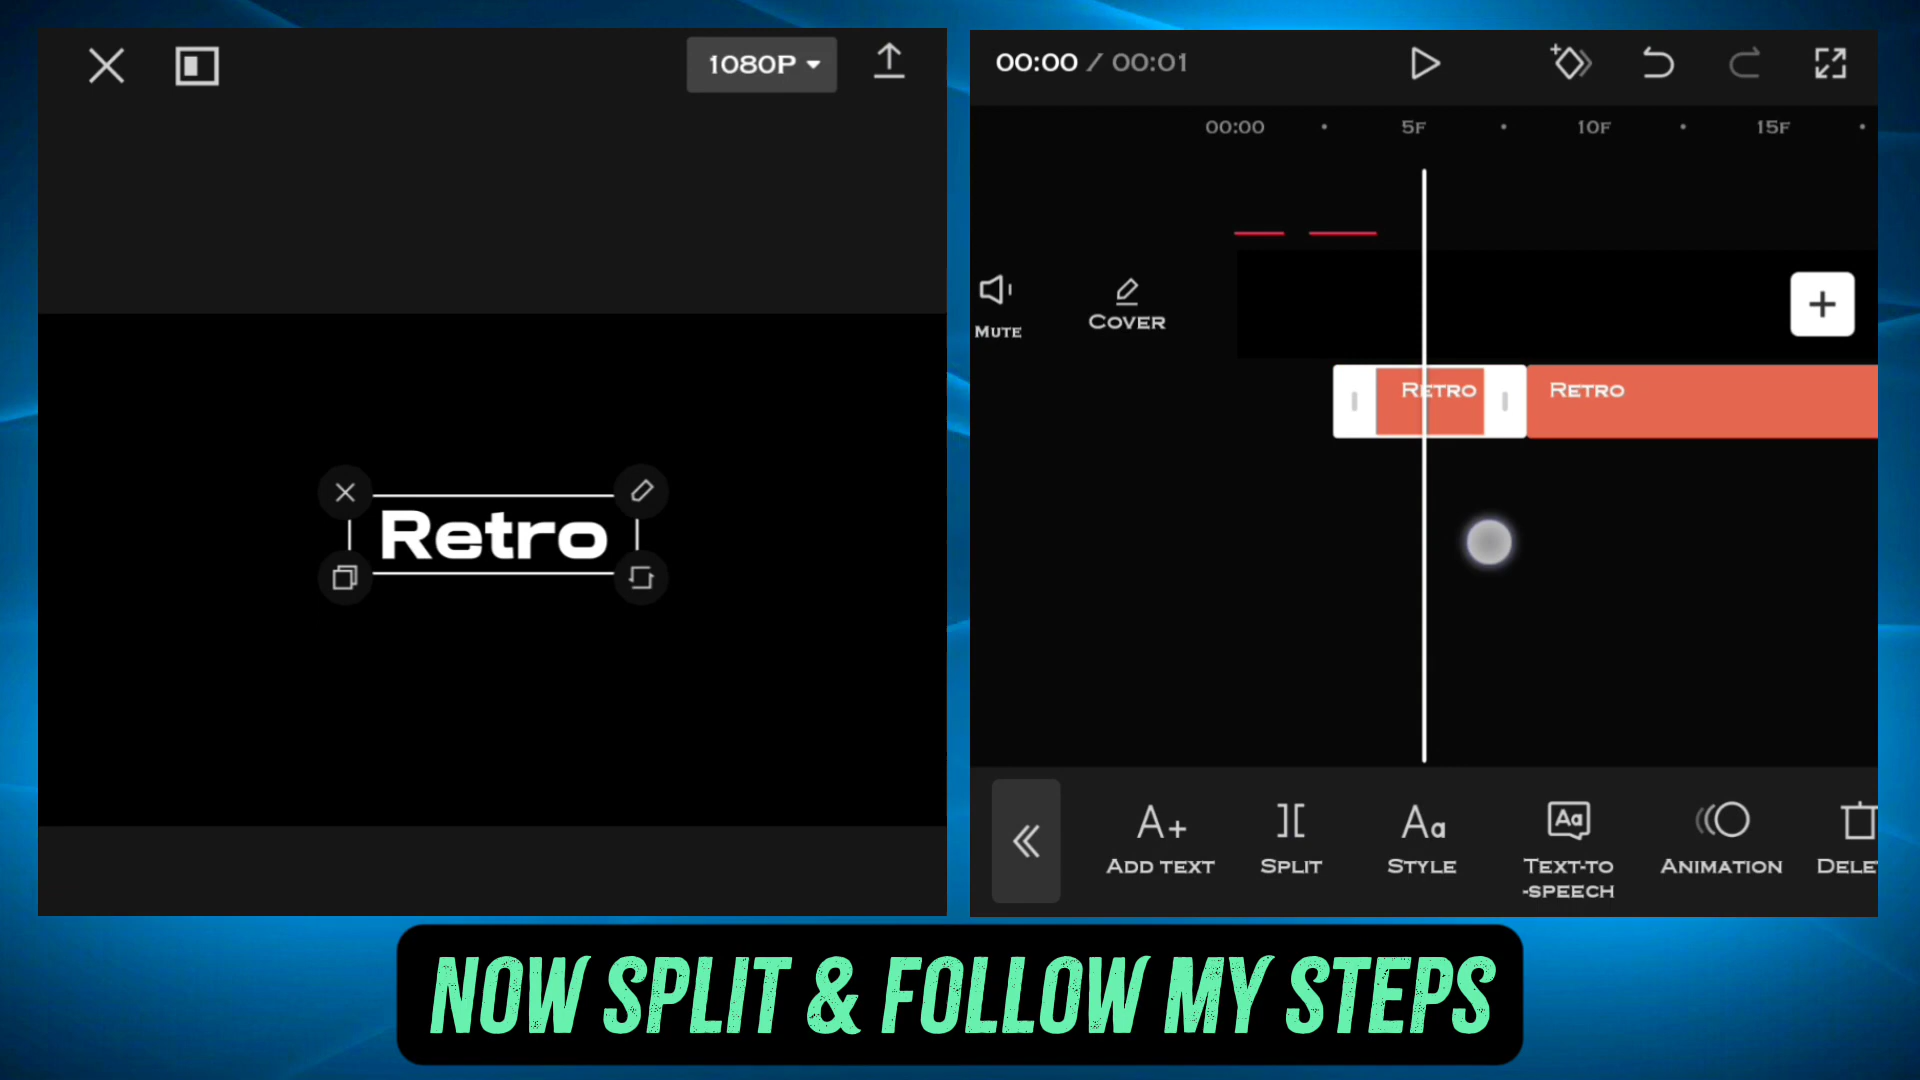 1080P
Retro
00:00 / 00:01
00:00 5F 10F 15F
MUTE
COVER
RETRO RETRO
ADD TEXT SPLIT STYLE TEXT-TO
-SPEECH ANIMATION DELE
NOW SPLIT & FOLLOW MY STEPS